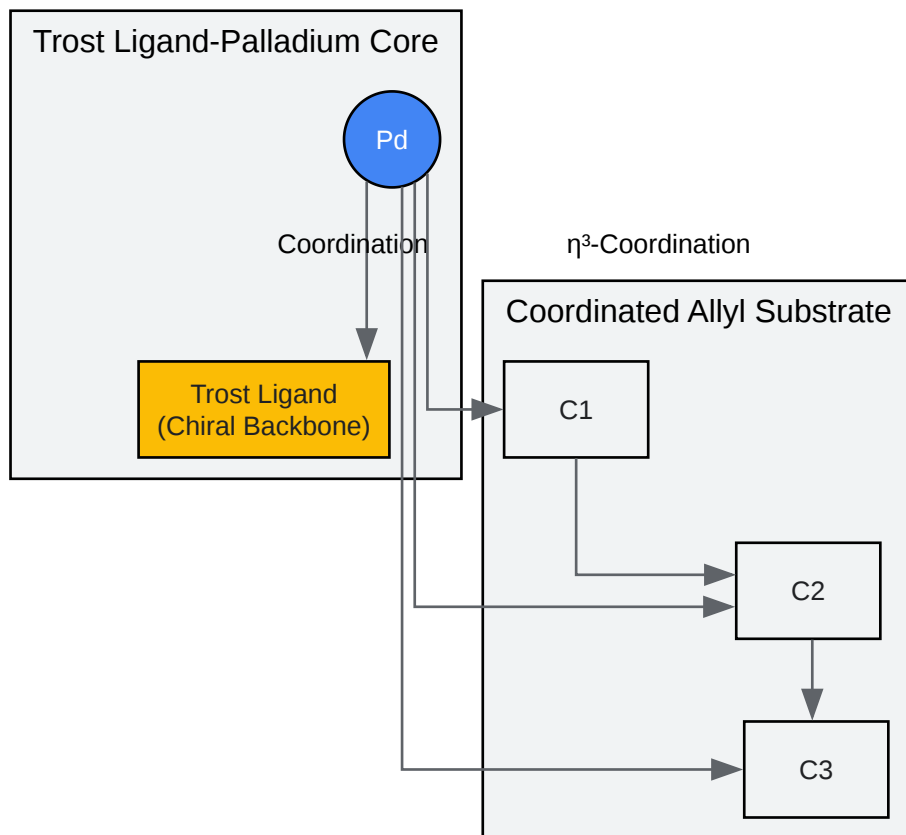 Trost Ligand-Palladium Core
Pd
Coordination
η³-Coordination
Coordinated Allyl Substrate
Trost Ligand
(Chiral Backbone)
C1
C2
C3